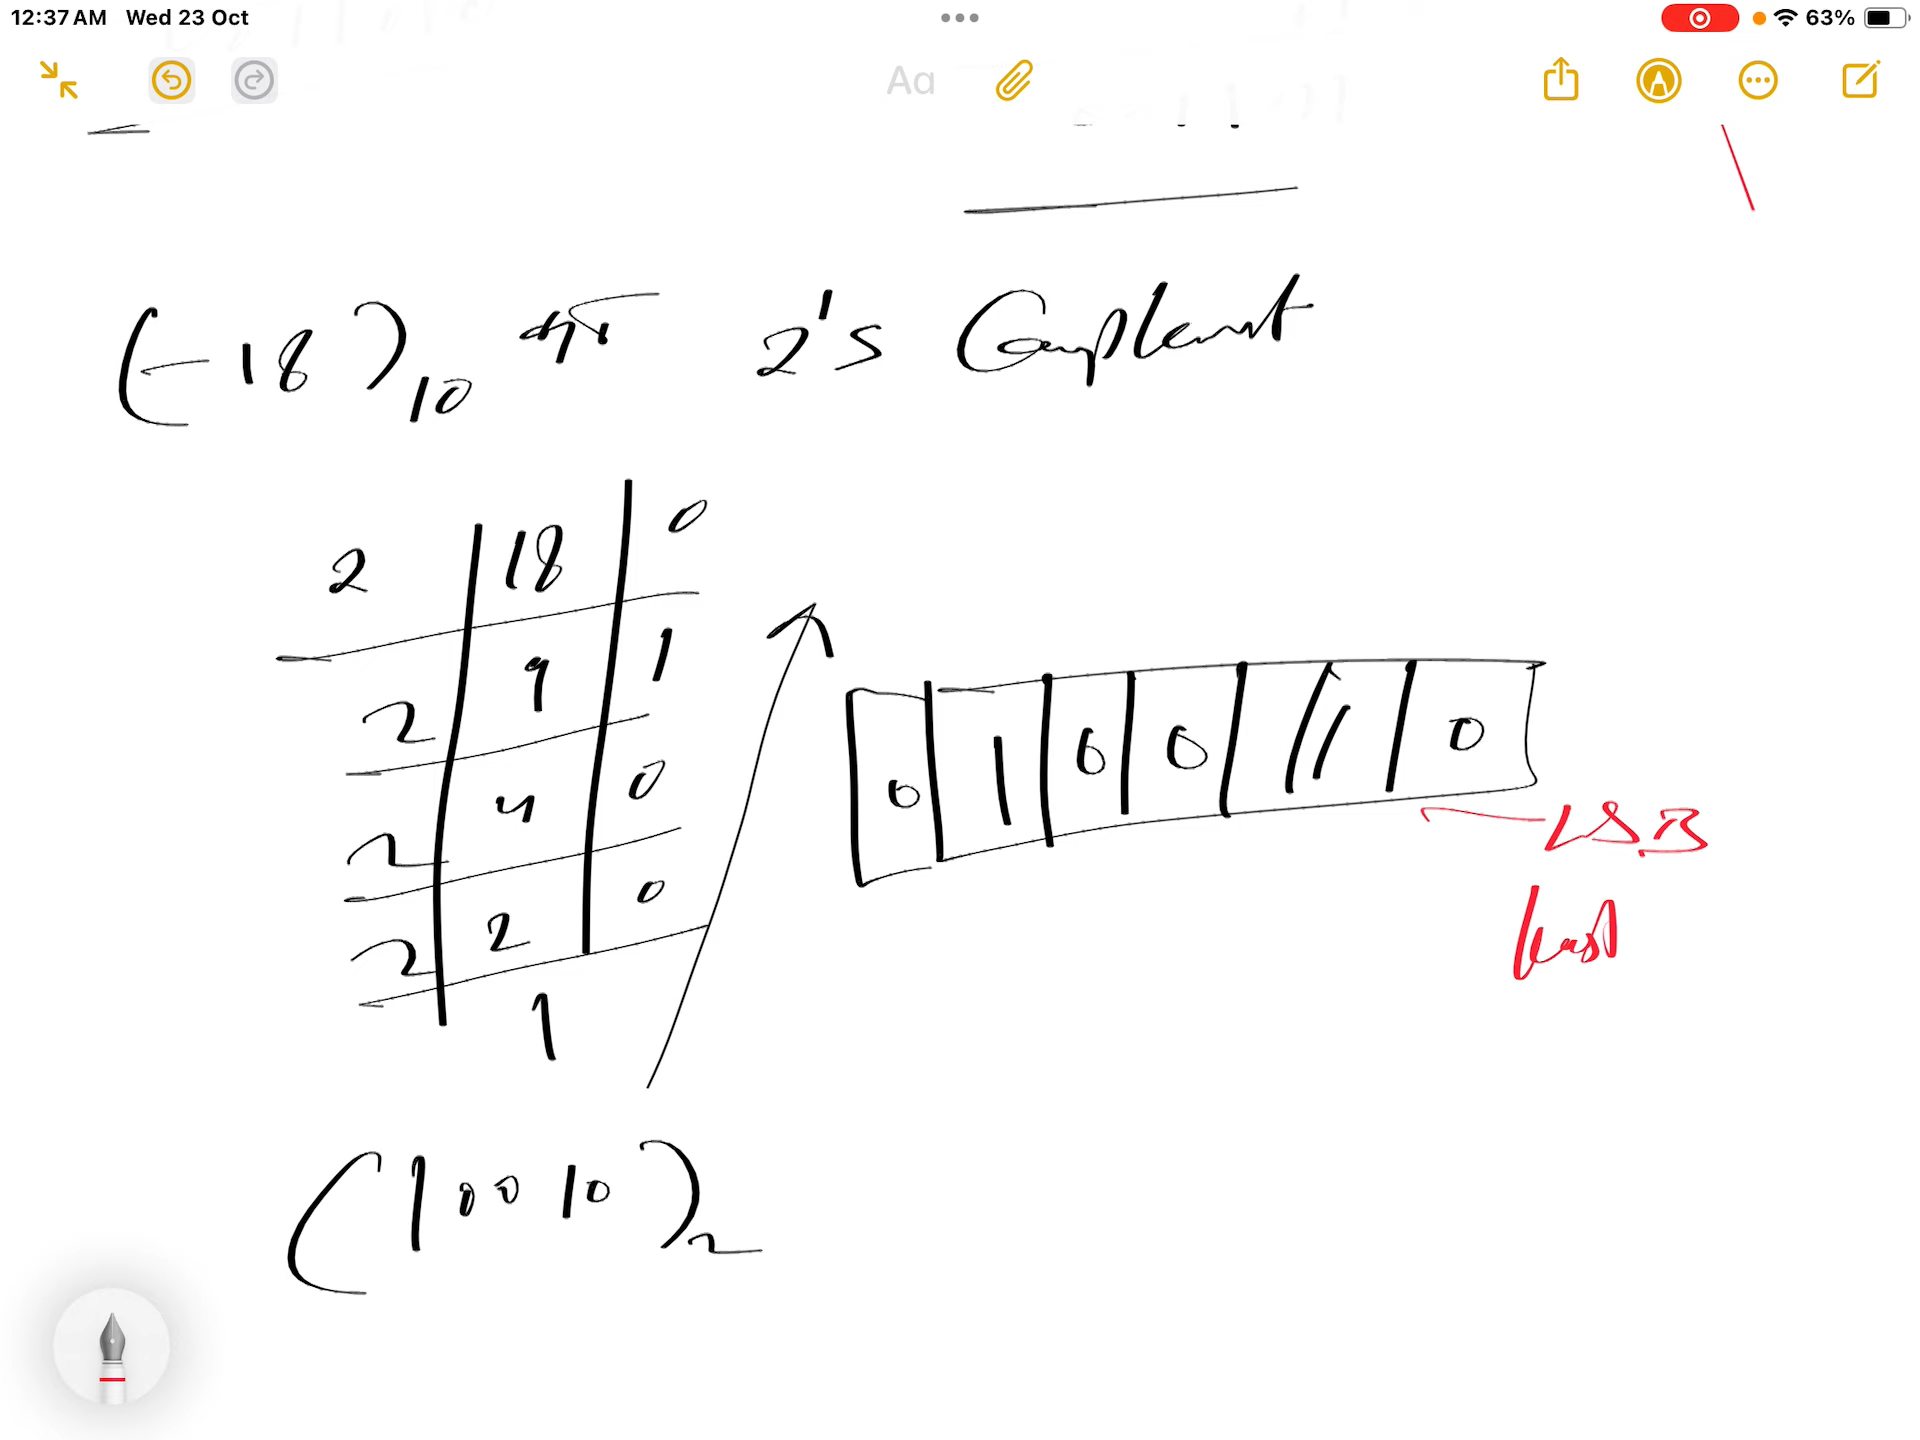 12:37 AM Wed 23 Oct
63%
Aa
(-18)10 का 2's Complement
2 18 0
2 9 1
2 4 0
2 2 0
1
0 1 0 0 1 0
LSB
least
(10010)2